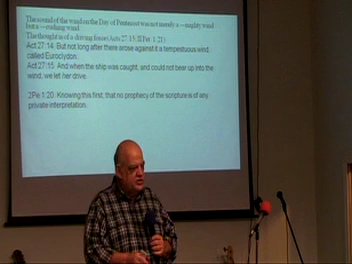 The sound of the wind on the Day of Pentecost was not merely a --mighty wind
but a --rushing wind.
The thought is of a driving force (Acts 27:15; II Pet. 1:21)
Act 27:14 But not long after there arose against it a tempestuous wind,
called Euroclydon.
Act 27:15 And when the ship was caught, and could not bear up into the
wind, we let her drive.
2Pe 1:20 Knowing this first, that no prophecy of the scripture is of any
private interpretation.